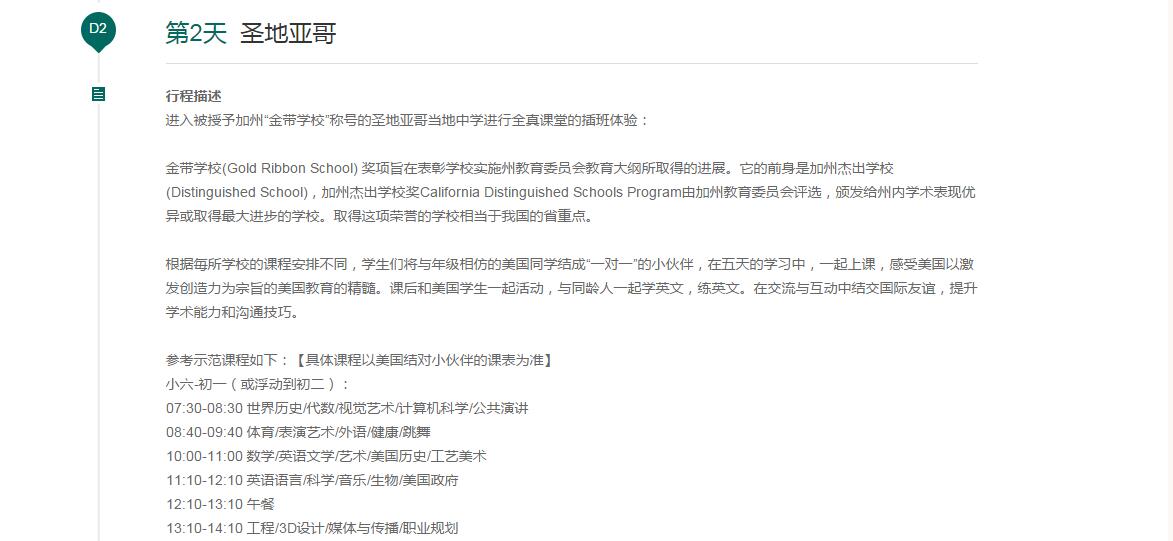 D2
第2天 圣地亚哥
行程描述
进入被授予加州“金带学校”称号的圣地亚哥当地中学进行全真课堂的插班体验：
金带学校(Gold Ribbon School) 奖项旨在表彰学校实施州教育委员会教育大纲所取得的进展。它的前身是加州杰出学校
(Distinguished School)，加州杰出学校奖California Distinguished Schools Program由加州教育委员会评选，颁发给州内学术表现优
异或取得最大进步的学校。取得这项荣誉的学校相当于我国的省重点。
根据每所学校的课程安排不同，学生们将与年级相仿的美国同学结成“一对一”的小伙伴，在五天的学习中，一起上课，感受美国以激
发创造力为宗旨的美国教育的精髓。课后和美国学生一起活动，与同龄人一起学英文，练英文。在交流与互动中结交国际友谊，提升
学术能力和沟通技巧。
参考示范课程如下：【具体课程以美国结对小伙伴的课表为准】
小六-初一（或浮动到初二）：
07:30-08:30 世界历史/代数/视觉艺术/计算机科学/公共演讲
08:40-09:40 体育/表演艺术/外语/健康/跳舞
10:00-11:00 数学/英语文学/艺术/美国历史/工艺美术
11:10-12:10 英语语言/科学/音乐/生物/美国政府
12:10-13:10 午餐
13:10-14:10 工程/3D设计/媒体与传播/职业规划